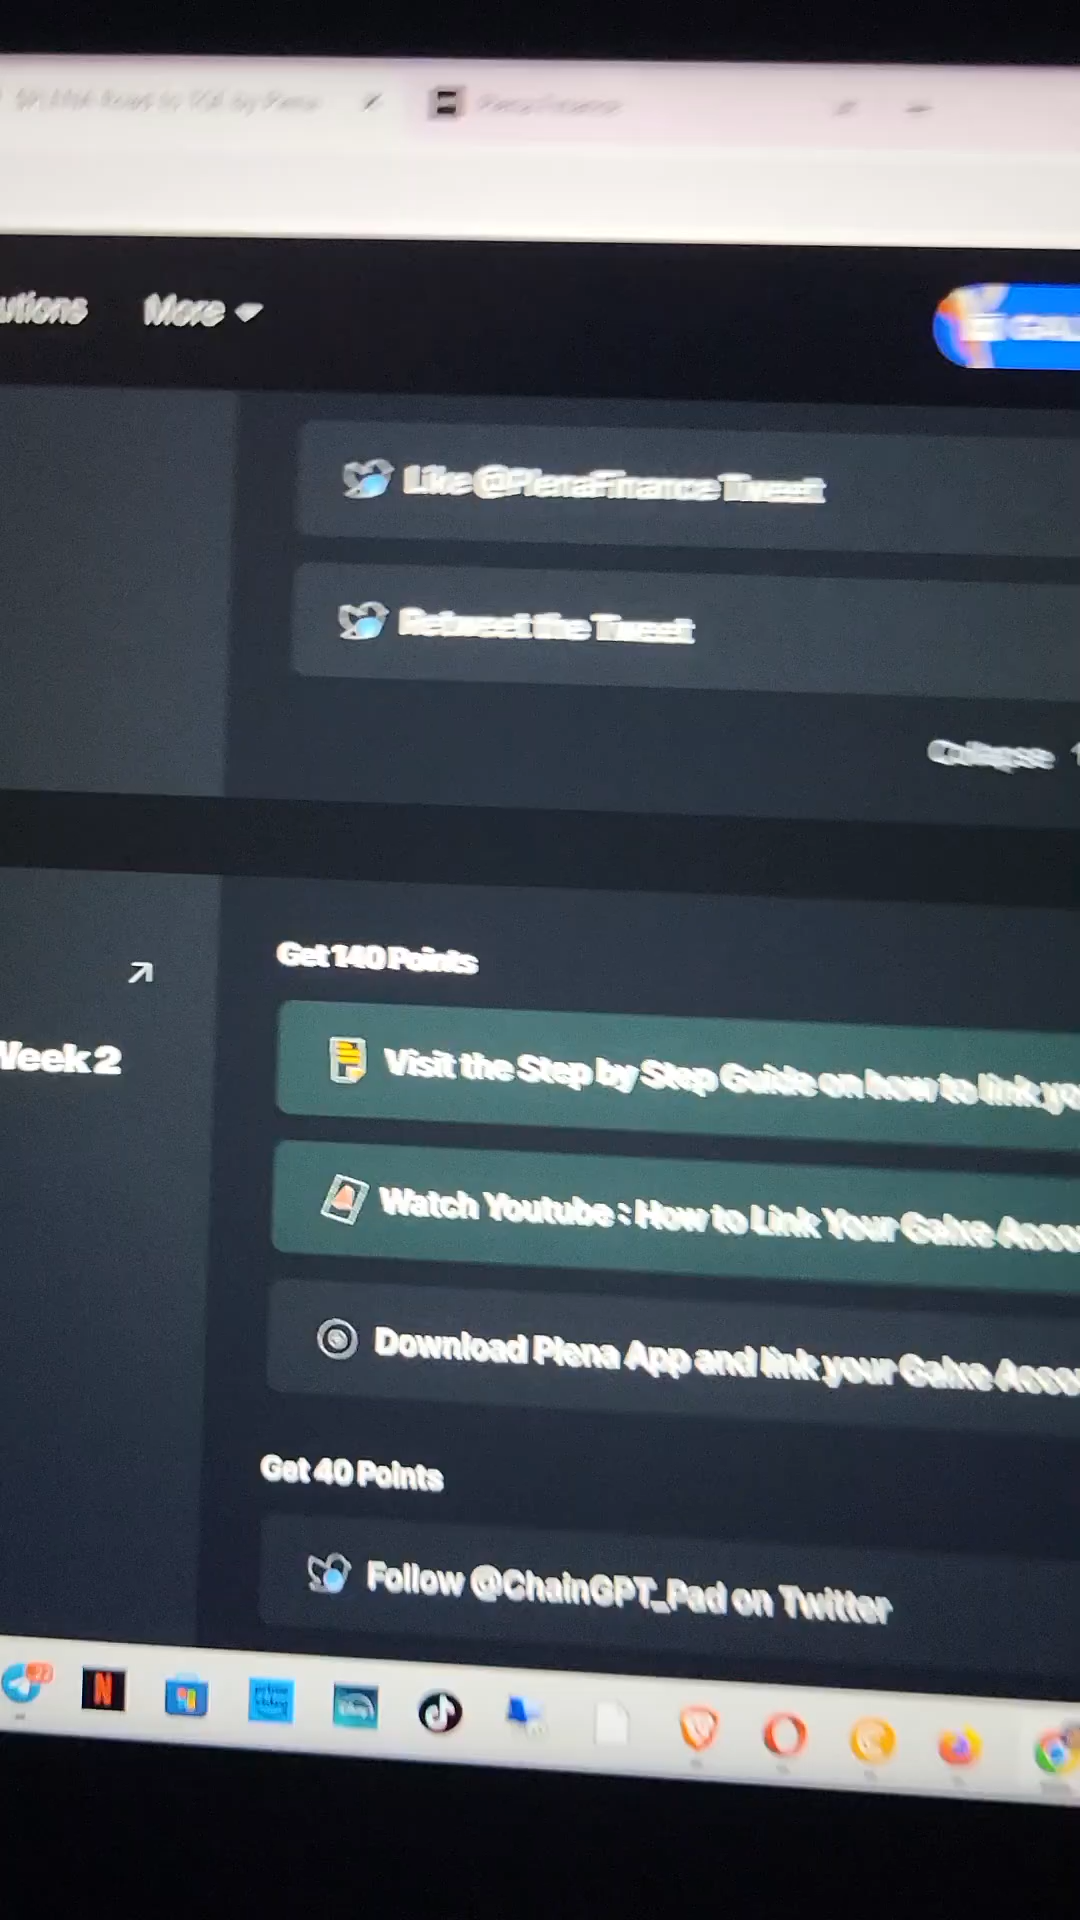 More
Like @PlenaFinance Tweet
Retweet the Tweet
Collapse
Get 140 Points
Week 2
Visit the Step by Step Guide on how to link
Watch Youtube : How to Link Your Galxe
Download Plena App and link your Galxe
Get 40 Points
Follow @ChainGPT_Pad on Twitter